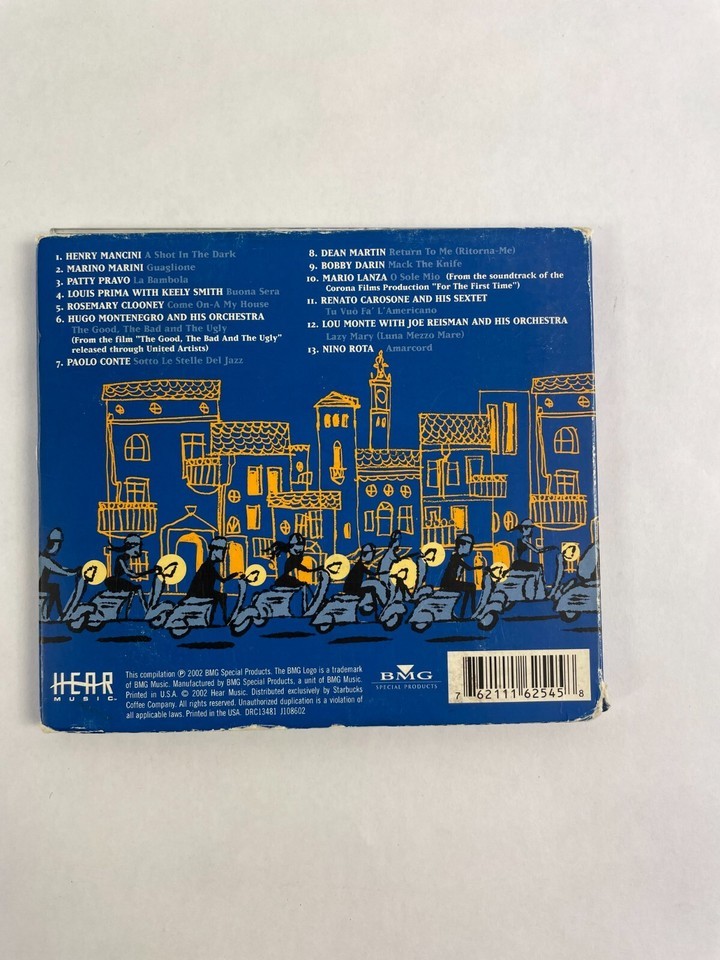 1. HENRY MANCINI A Shot In The Dark
2. MARINO MARINI Guaglione
3. PATTY PRAVO La Bambola
4. LOUIS PRIMA WITH KEELY SMITH Buona Sera
5. ROSEMARY CLOONEY Come On-A My House
6. HUGO MONTENEGRO AND HIS ORCHESTRA
The Good, The Bad and The Ugly
(From the film "The Good, The Bad And The Ugly"
released through United Artists)
7. PAOLO CONTE Sotto Le Stelle Del Jazz
8. DEAN MARTIN Return To Me (Ritorna-Me)
9. BOBBY DARIN Mack The Knife
10. MARIO LANZA O Sole Mio (From the soundtrack of the
Corona Films Production "For The First Time")
11. RENATO CAROSONE AND HIS SEXTET
Tu Vuò Fa' L'Americano
12. LOU MONTE WITH JOE REISMAN AND HIS ORCHESTRA
Lazy Mary (Luna Mezzo Mare)
13. NINO ROTA Amarcord
HEAR
MUSIC
This compilation ℗ 2002 BMG Special Products. The BMG Logo is a trademark
of BMG Music. Manufactured by BMG Special Products, a unit of BMG Music.
Printed in U.S.A. © 2002 Hear Music. Distributed exclusively by Starbucks
Coffee Company. All rights reserved. Unauthorized duplication is a violation of
all applicable laws. Printed in the USA. DRC13481 J108602
BMG
SPECIAL PRODUCTS
7 62111 62545 8